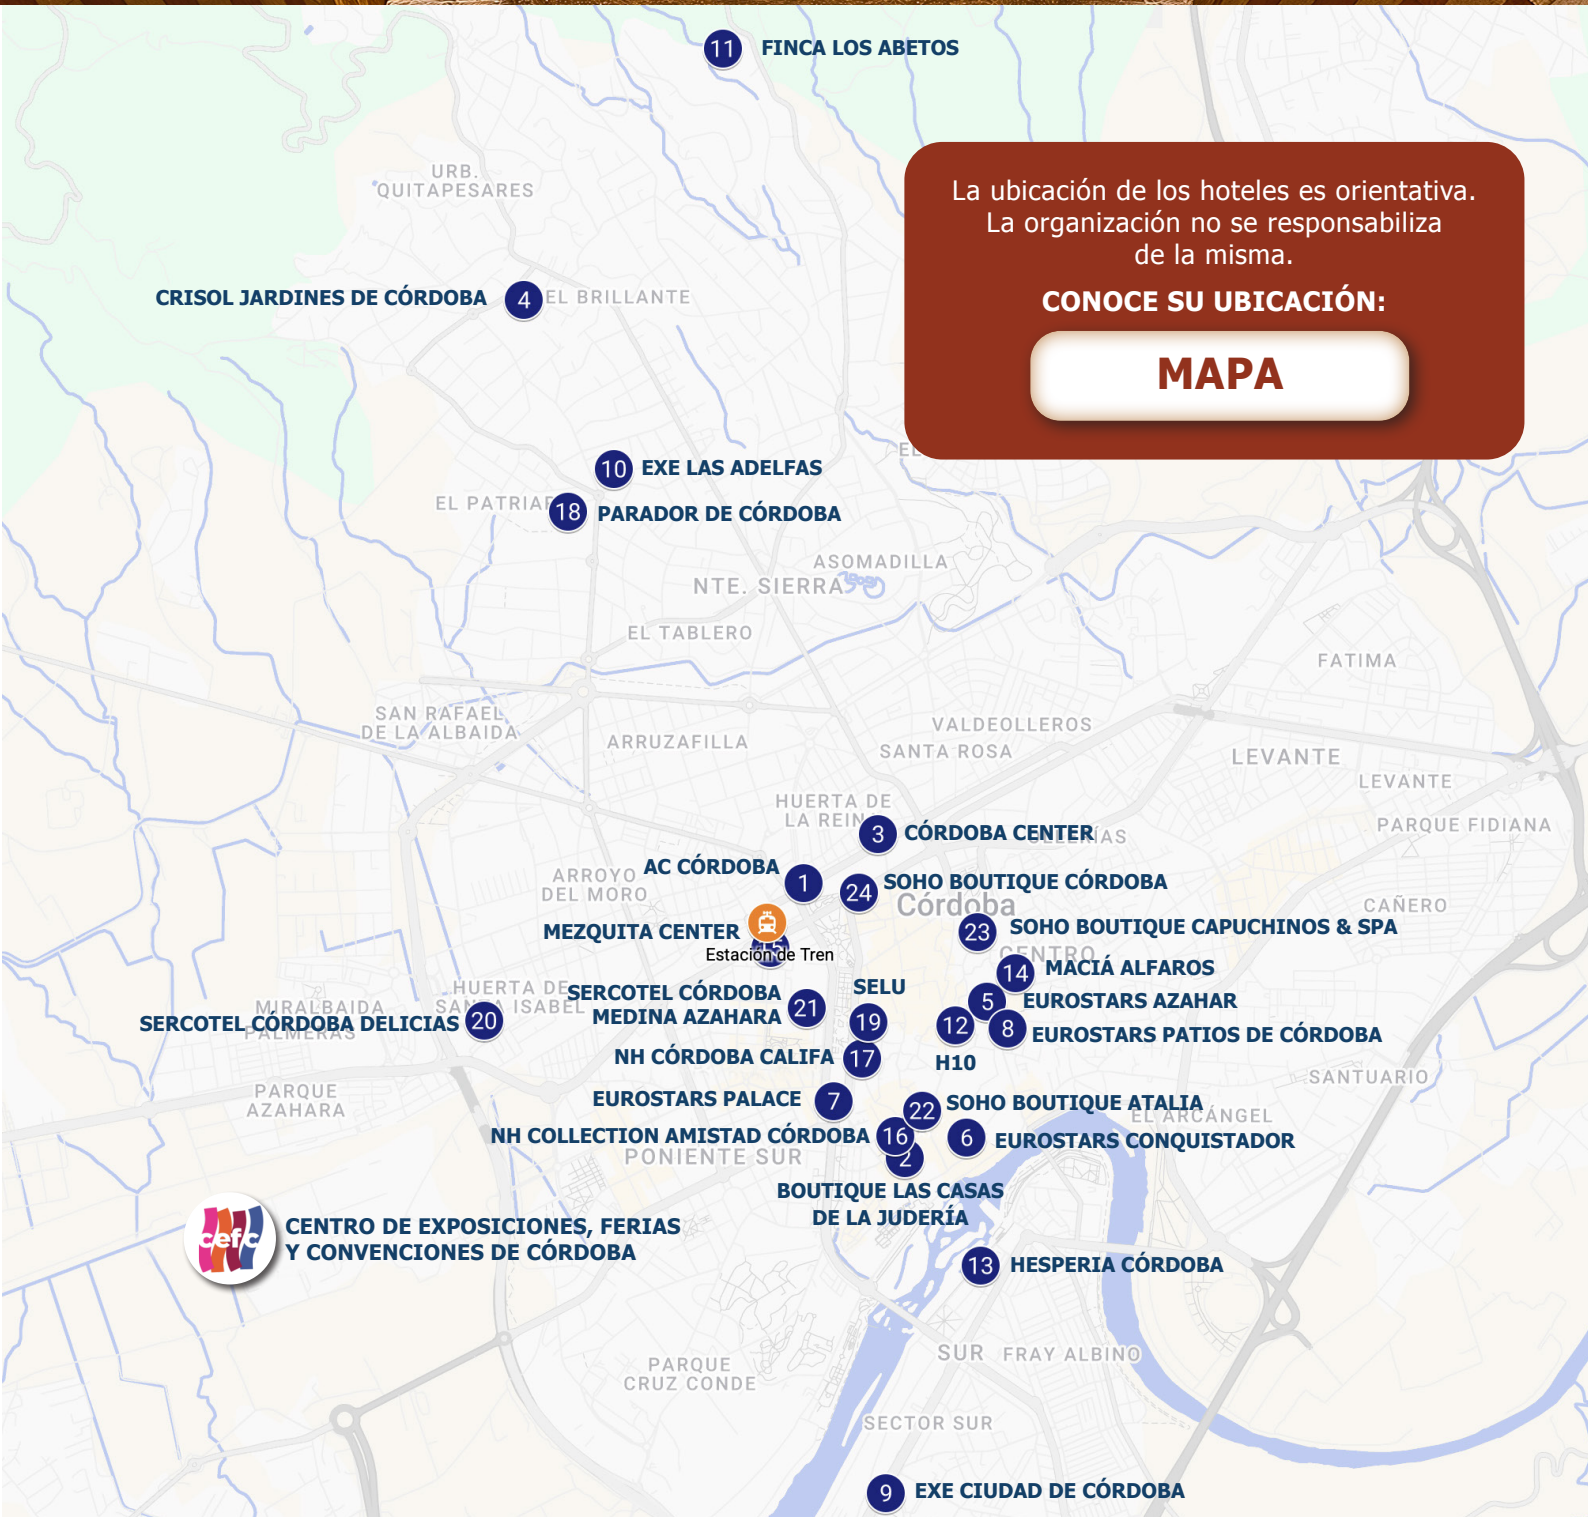 11 FINCA LOS ABETOS
La ubicación de los hoteles es orientativa.
La organización no se responsabiliza
de la misma.
CONOCE SU UBICACIÓN:
MAPA
URB.
QUITAPESARES
CRISOL JARDINES DE CÓRDOBA 4 EL BRILLANTE
10 EXE LAS ADELFAS
18 PARADOR DE CÓRDOBA
ASOMADILLA
NTE. SIERRA
EL TABLERO
FATIMA
SAN RAFAEL
DE LA ALBAIDA
ARRUZAFILLA
VALDEOLLEROS
SANTA ROSA
LEVANTE
LEVANTE
HUERTA DE
PARQUE FIDIANA
3 CÓRDOBA CENTER
AC CÓRDOBA 1
ARROYO
DEL MORO
24 SOHO BOUTIQUE CÓRDOBA
Córdoba
CAÑERO
MEZQUITA CENTER
Estación de Tren
23 SOHO BOUTIQUE CAPUCHINOS & SPA
CENTRO
14 MACIÁ ALFAROS
HUERTA DE
SANTA ISABEL
SERCOTEL CÓRDOBA
MEDINA AZAHARA 21
SELU
19
5 EUROSTARS AZAHAR
MIRALBAIDA
PALMERAS
SERCOTEL CÓRDOBA DELICIAS 20
12
H10
8 EUROSTARS PATIOS DE CÓRDOBA
NH CÓRDOBA CALIFA 17
SANTUARIO
PARQUE
AZAHARA
EUROSTARS PALACE 7
22 SOHO BOUTIQUE ATALIA
EL ARCÁNGEL
NH COLLECTION AMISTAD CÓRDOBA 16
6 EUROSTARS CONQUISTADOR
PONIENTE SUR
2
BOUTIQUE LAS CASAS
DE LA JUDERÍA
cefc
CENTRO DE EXPOSICIONES, FERIAS
Y CONVENCIONES DE CÓRDOBA
13 HESPERIA CÓRDOBA
SUR
FRAY ALBINO
PARQUE
CRUZ CONDE
SECTOR SUR
9 EXE CIUDAD DE CÓRDOBA